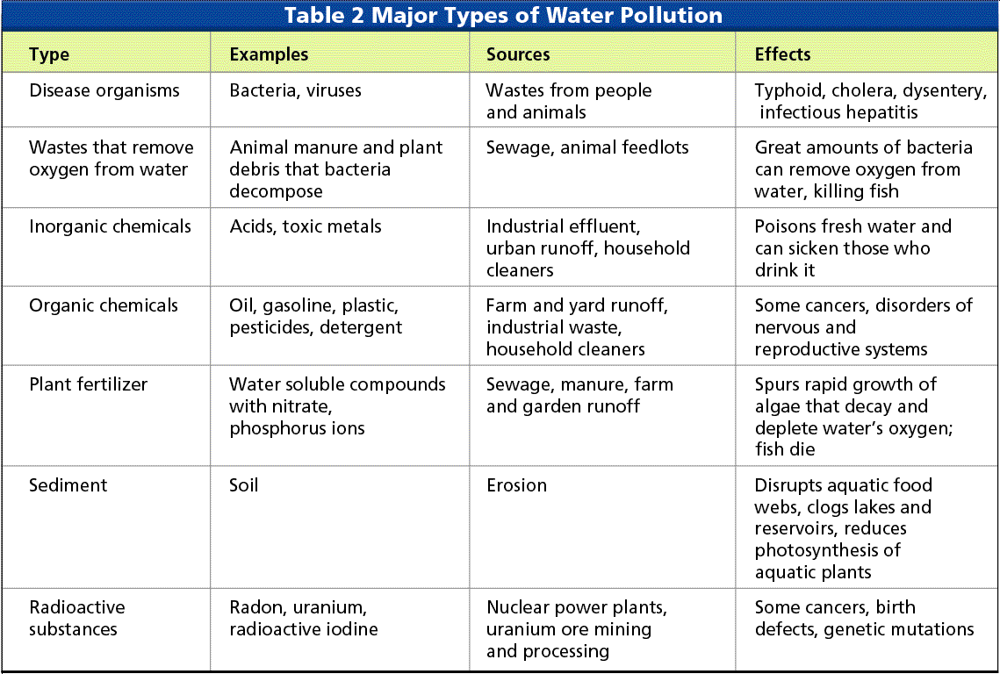 Table 2 Major Types of Water Pollution
Type
Examples
Sources
Effects
Disease organisms
Bacteria, viruses
Wastes from people
and animals
Typhoid, cholera, dysentery,
infectious hepatitis
Wastes that remove
oxygen from water
Animal manure and plant
debris that bacteria
decompose
Sewage, animal feedlots
Great amounts of bacteria
can remove oxygen from
water, killing fish
Inorganic chemicals
Acids, toxic metals
Industrial effluent,
urban runoff, household
cleaners
Poisons fresh water and
can sicken those who
drink it
Organic chemicals
Oil, gasoline, plastic,
pesticides, detergent
Farm and yard runoff,
industrial waste,
household cleaners
Some cancers, disorders of
nervous and
reproductive systems
Plant fertilizer
Water soluble compounds
with nitrate,
phosphorus ions
Sewage, manure, farm
and garden runoff
Spurs rapid growth of
algae that decay and
deplete water’s oxygen;
fish die
Sediment
Soil
Erosion
Disrupts aquatic food
webs, clogs lakes and
reservoirs, reduces
photosynthesis of
aquatic plants
Radioactive
substances
Radon, uranium,
radioactive iodine
Nuclear power plants,
uranium ore mining
and processing
Some cancers, birth
defects, genetic mutations